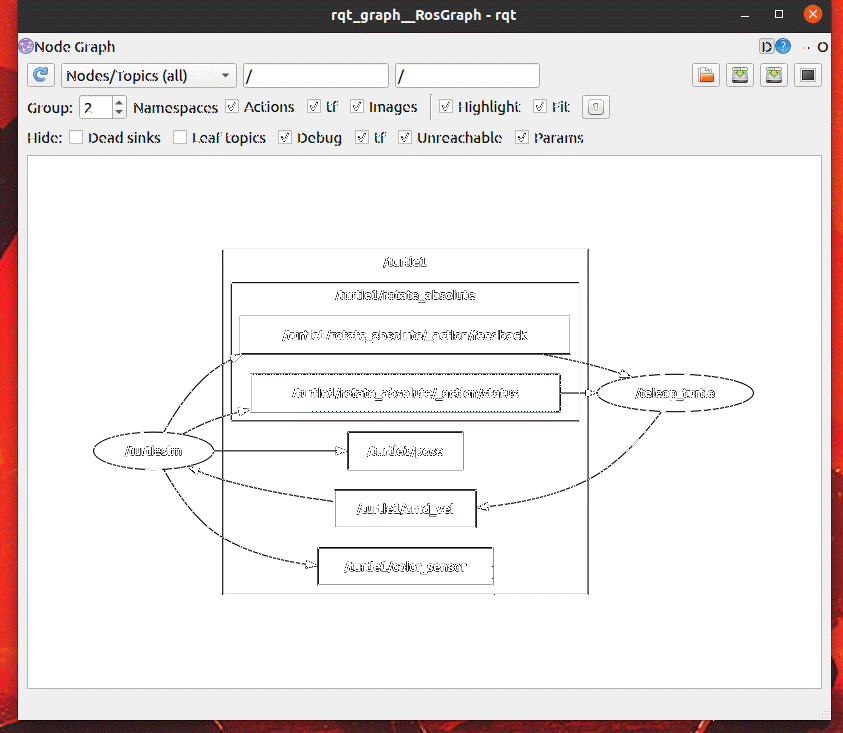 rqt_graph__RosGraph - rqt
Node Graph
D ? - O
Nodes/Topics (all) / /
Group: 2 Namespaces Actions tf Images Highlight Fit
Hide: Dead sinks Leaf topics Debug tf Unreachable Params
/turtle1
/turtle1/rotate_absolute
/turtle1/rotate_absolute/_action/feedback
/turtle1/rotate_absolute/_action/status
/teleop_turtle
/turtlesim
/turtle1/pose
/turtle1/cmd_vel
/turtle1/color_sensor